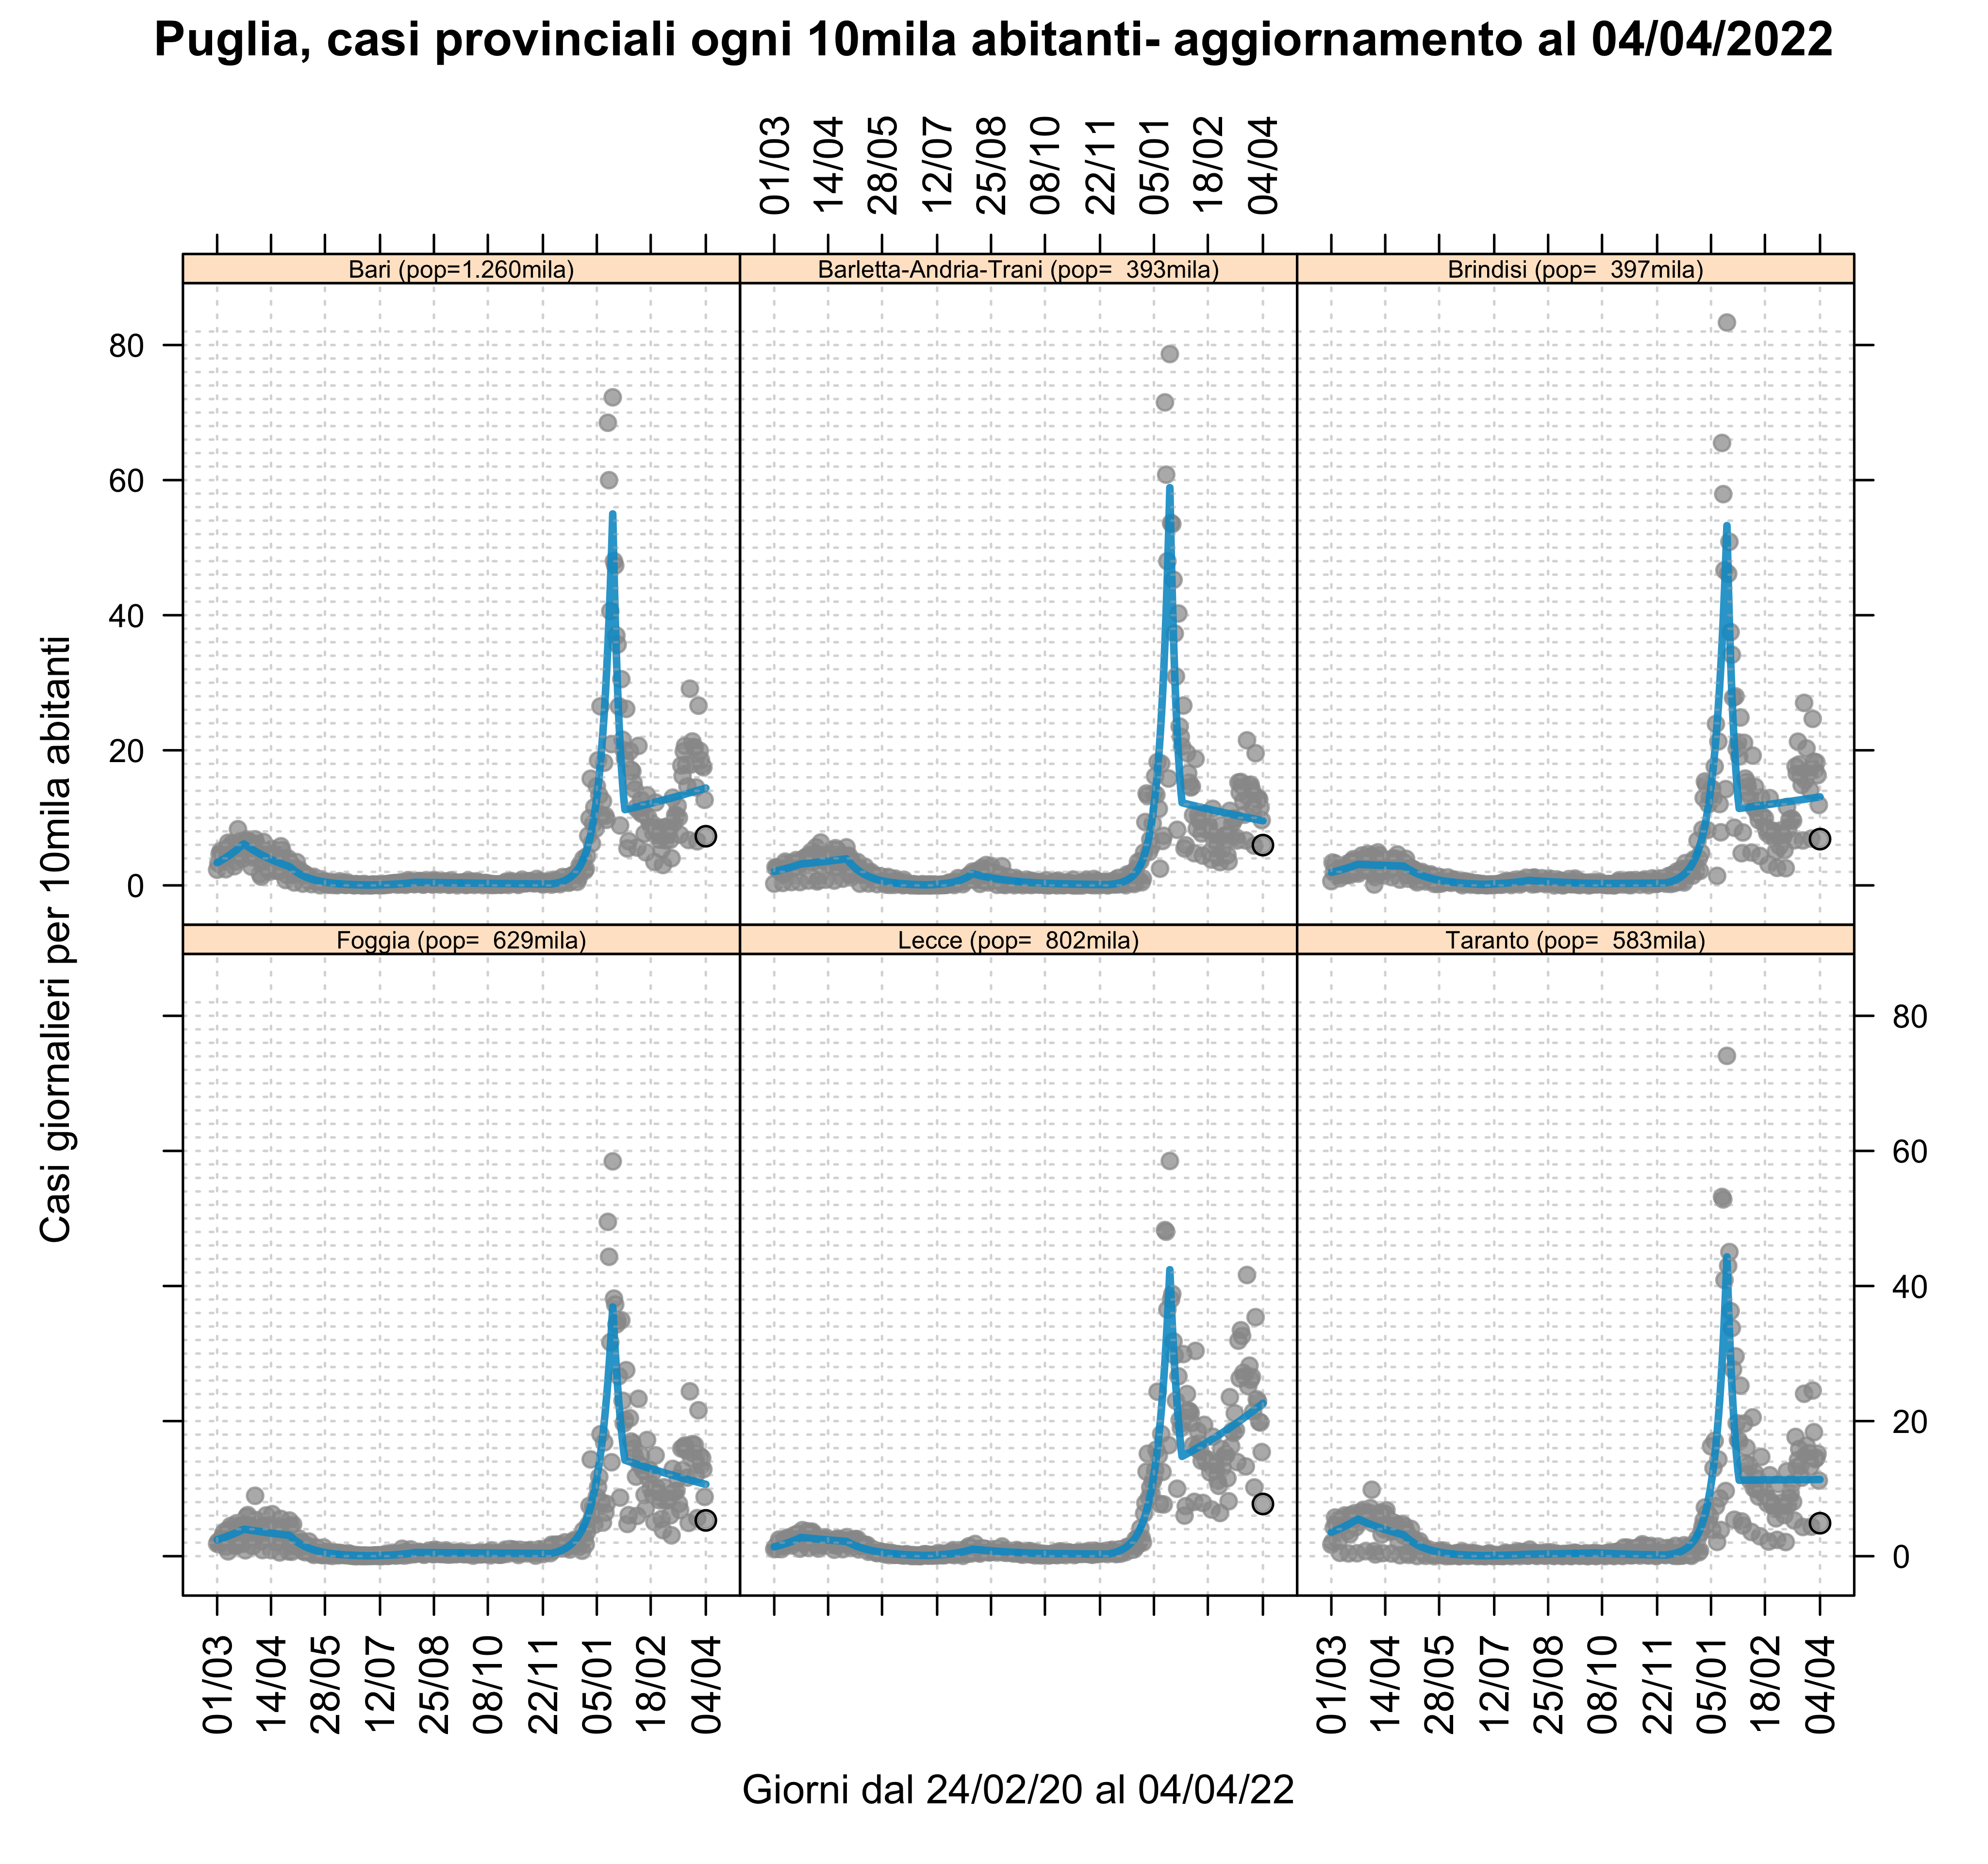 Puglia, casi provinciali ogni 10mila abitanti- aggiornamento al 04/04/2022
01/03 14/04 28/05 12/07 25/08 08/10 22/11 05/01 18/02 04/04
Bari (pop=1.260mila) Barletta-Andria-Trani (pop=  393mila) Brindisi (pop=  397mila)
80
60
40
20
0
Casi giornalieri per 10mila abitanti
Foggia (pop=  629mila) Lecce (pop=  802mila) Taranto (pop=  583mila)
80
60
40
20
0
01/03 14/04 28/05 12/07 25/08 08/10 22/11 05/01 18/02 04/04
01/03 14/04 28/05 12/07 25/08 08/10 22/11 05/01 18/02 04/04
Giorni dal 24/02/20 al 04/04/22